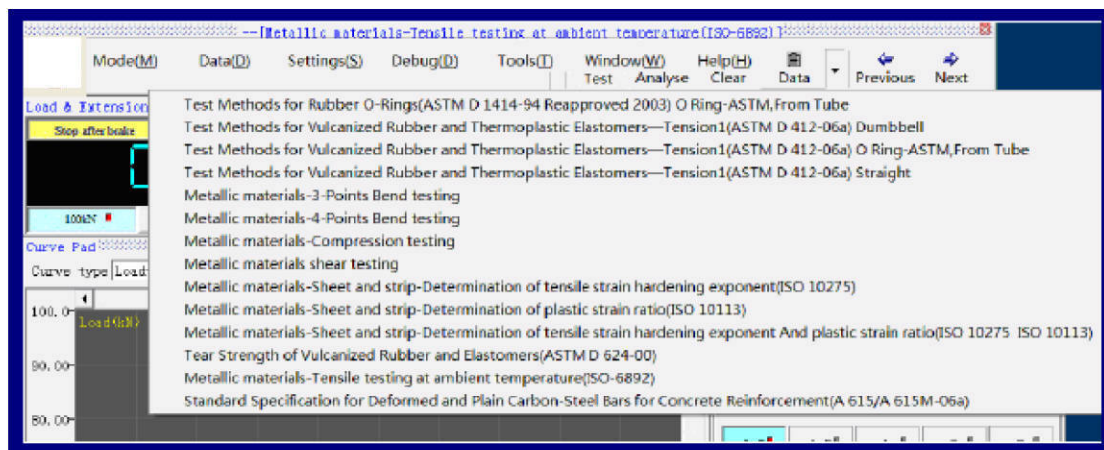 --[Metallic materials-Tensile testing at ambient temperature(ISO-6892)]
Mode(M) Data(D) Settings(S) Debug(D) Tools(T) Window(W) Help(H)
Test Analyse Clear Data Previous Next
Load & Extension
Stop after brake
100kN
Curve Pad
Curve type Load
100.0
Load(kN)
90.00
80.00
Test Methods for Rubber O-Rings(ASTM D 1414-94 Reapproved 2003) O Ring-ASTM,From Tube
Test Methods for Vulcanized Rubber and Thermoplastic Elastomers—Tension1(ASTM D 412-06a) Dumbbell
Test Methods for Vulcanized Rubber and Thermoplastic Elastomers—Tension1(ASTM D 412-06a) O Ring-ASTM,From Tube
Test Methods for Vulcanized Rubber and Thermoplastic Elastomers—Tension1(ASTM D 412-06a) Straight
Metallic materials-3-Points Bend testing
Metallic materials-4-Points Bend testing
Metallic materials-Compression testing
Metallic materials shear testing
Metallic materials-Sheet and strip-Determination of tensile strain hardening exponent(ISO 10275)
Metallic materials-Sheet and strip-Determination of plastic strain ratio(ISO 10113)
Metallic materials-Sheet and strip-Determination of tensile strain hardening exponent And plastic strain ratio(ISO 10275 ISO 10113)
Tear Strength of Vulcanized Rubber and Elastomers(ASTM D 624-00)
Metallic materials-Tensile testing at ambient temperature(ISO-6892)
Standard Specification for Deformed and Plain Carbon-Steel Bars for Concrete Reinforcement(A 615/A 615M-06a)